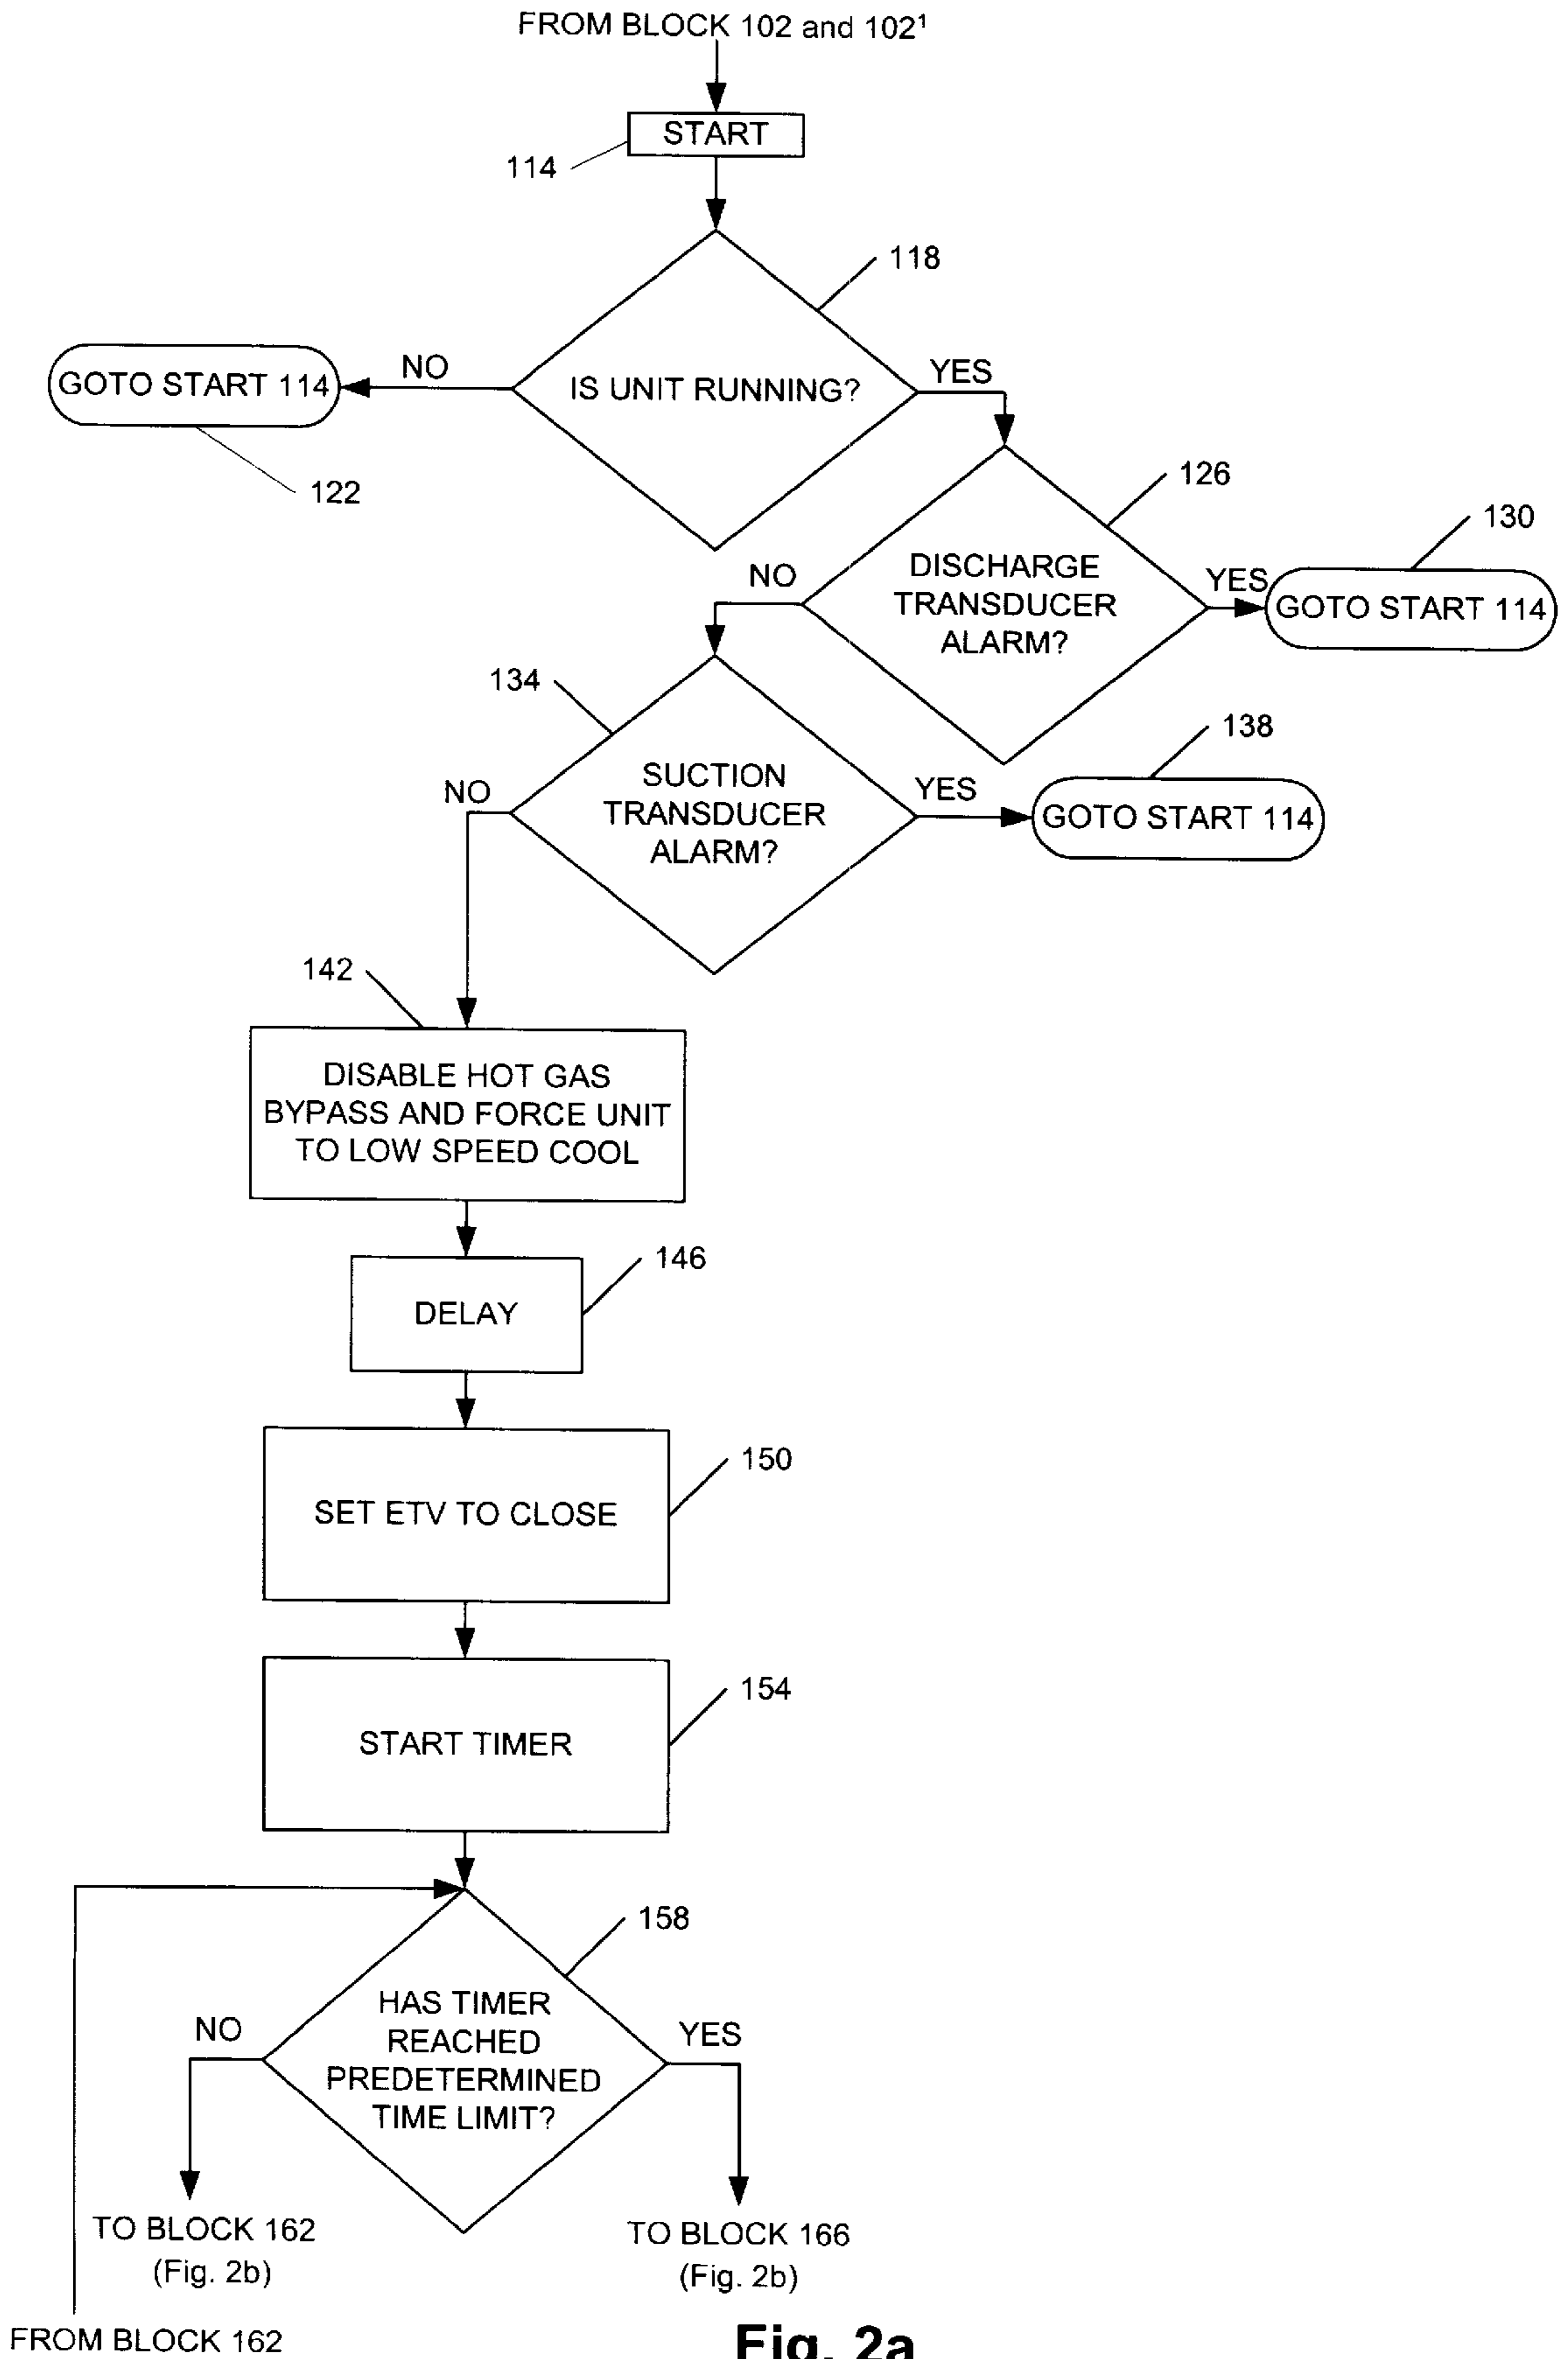 FROM BLOCK 102 and 102¹
START
114
118
NO
YES
GOTO START 114
IS UNIT RUNNING?
122
126
130
NO
DISCHARGE
TRANSDUCER
ALARM?
YES
GOTO START 114
134
138
NO
SUCTION
TRANSDUCER
ALARM?
YES
GOTO START 114
142
DISABLE HOT GAS
BYPASS AND FORCE UNIT
TO LOW SPEED COOL
146
DELAY
150
SET ETV TO CLOSE
154
START TIMER
158
NO
HAS TIMER
REACHED
PREDETERMINED
TIME LIMIT?
YES
TO BLOCK 162
(Fig. 2b)
TO BLOCK 166
(Fig. 2b)
FROM BLOCK 162
Fig. 2a